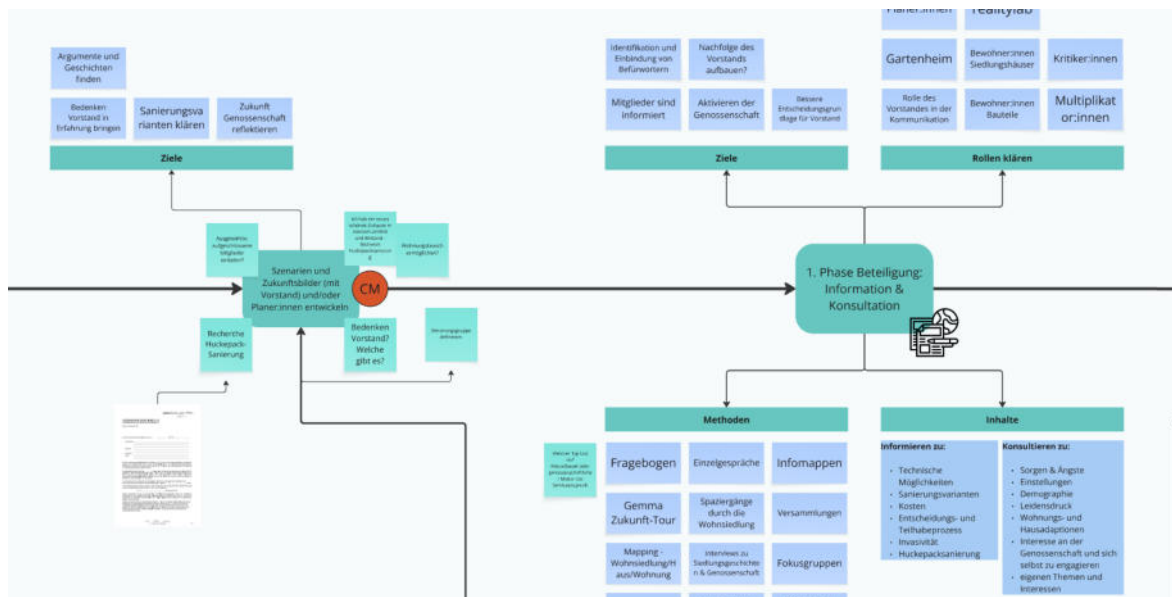 Planer:innen
realitylab
Argumente und
Geschichten
finden
Bedenken
Vorstand in
Erfahrung bringen
Sanierungsva
rianten klären
Zukunft
Genossenschaft
reflektieren
Ziele
Identifikation und
Einbindung von
Befürwortern
Nachfolge des
Vorstands
aufbauen?
Mitglieder sind
informiert
Aktivieren der
Genossenschaft
Bessere
Entscheidungsgrun
dlage für Vorstand
Ziele
Gartenheim
Bewohner:innen
Siedlungshäuser
Kritiker:innen
Rolle des
Vorstandes in der
Kommunikation
Bewohner:innen
Bauteile
Multiplikat
or:innen
Rollen klären
Ausgewählte
aufgeschlossene
Mitglieder
einladen?
Wohnungstausch
ermöglichen?
Szenarien und
Zukunftsbilder (mit
Vorstand) und/oder
Planer:innen entwickeln
CM
Recherche
Huckepack-
Sanierung
Bedenken
Vorstand?
Welche
gibt es?
1. Phase Beteiligung:
Information &
Konsultation
Methoden
Fragebogen
Einzelgespräche
Infomappen
Gemma
Zukunft-Tour
Spaziergänge
durch die
Wohnsiedlung
Versammlungen
Mapping -
Wohnsiedlung/H
aus/Wohnung
Interviews zu
Siedlungsgeschichte
n & Genossenschaft
Fokusgruppen
Inhalte
Informieren zu:
• Technische
Möglichkeiten
• Sanierungsvarianten
• Kosten
• Entscheidungs- und
Teilhabeprozess
• Invasivität
• Huckepacksanierung
Konsultieren zu:
• Sorgen & Ängste
• Einstellungen
• Demographie
• Leidensdruck
• Wohnungs- und
Hausadaptionen
• Interesse an der
Genossenschaft und sich
selbst zu engagieren
• eigenen Themen und
Interessen